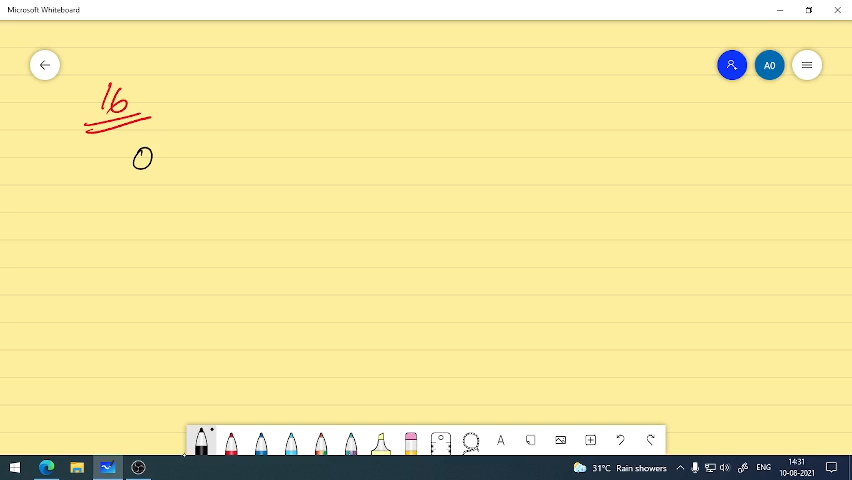 Microsoft Whiteboard
A0
16
0
A
31°C Rain showers
ENG
14:31
10-08-2021